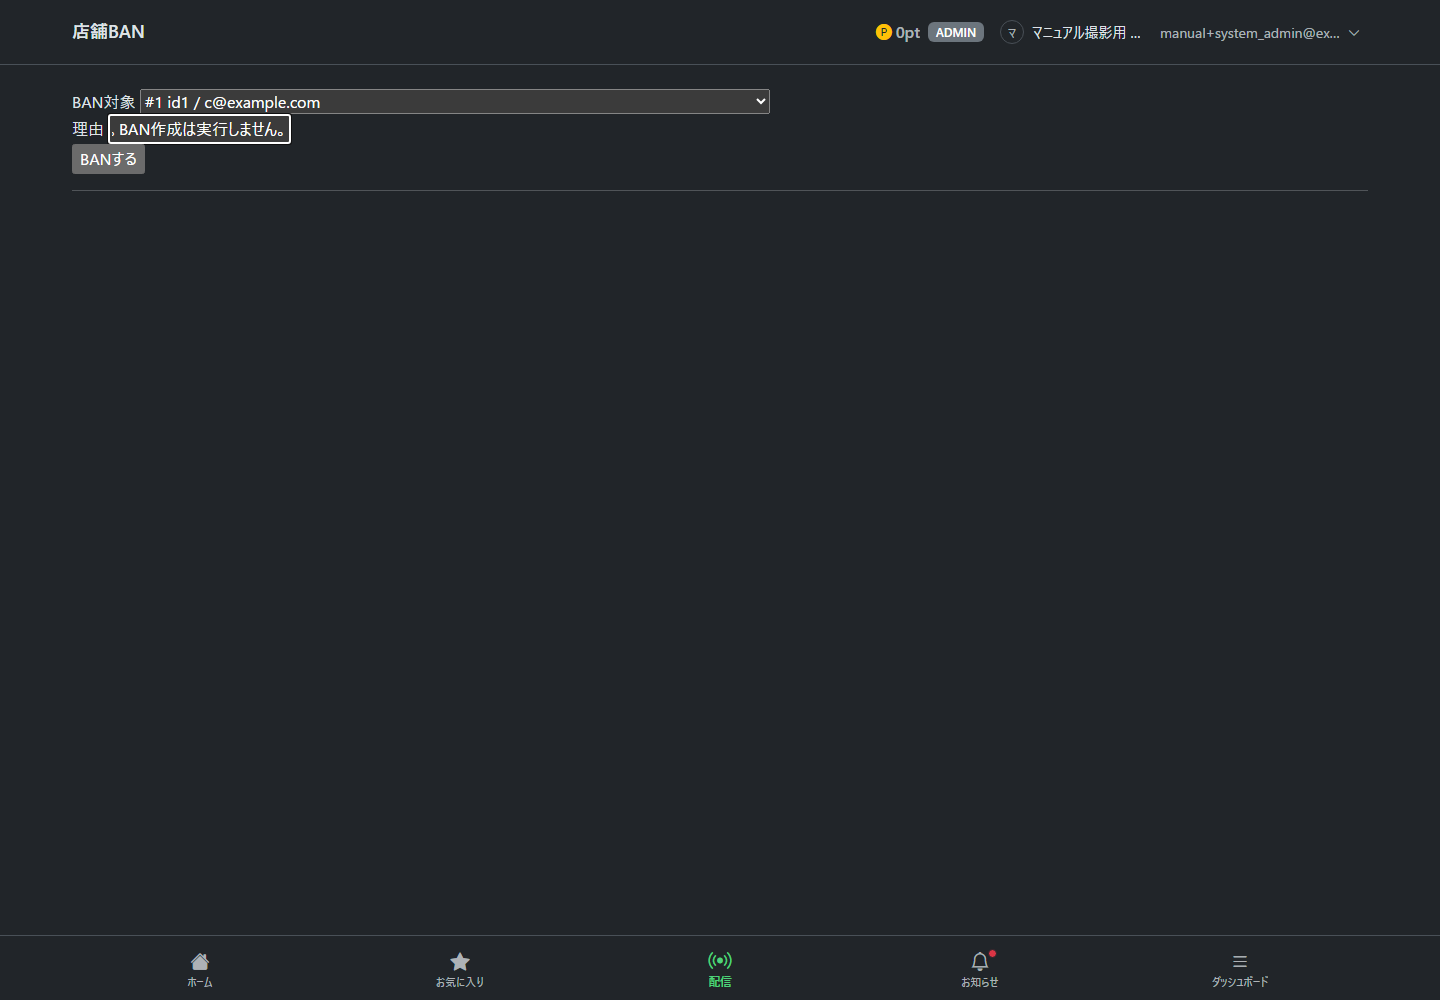 店舗BAN
P 0pt ADMIN マ マニュアル撮影用 ... manual+system_admin@ex...
BAN対象 #1 id1 / c@example.com
理由 , BAN作成は実行しません。
BANする
ホーム お気に入り 配信 お知らせ ダッシュボード